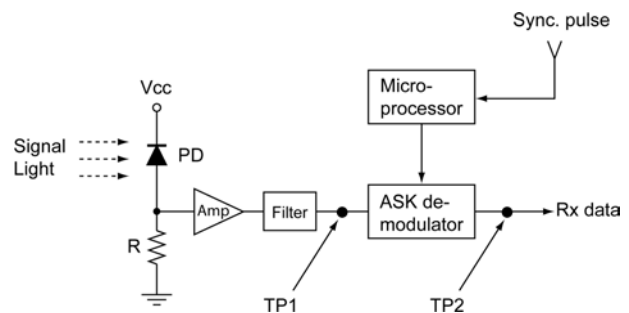 Sync. pulse
Micro-
processor
Vcc
Signal
Light
PD
Amp
Filter
ASK de-
modulator
Rx data
R
TP1
TP2